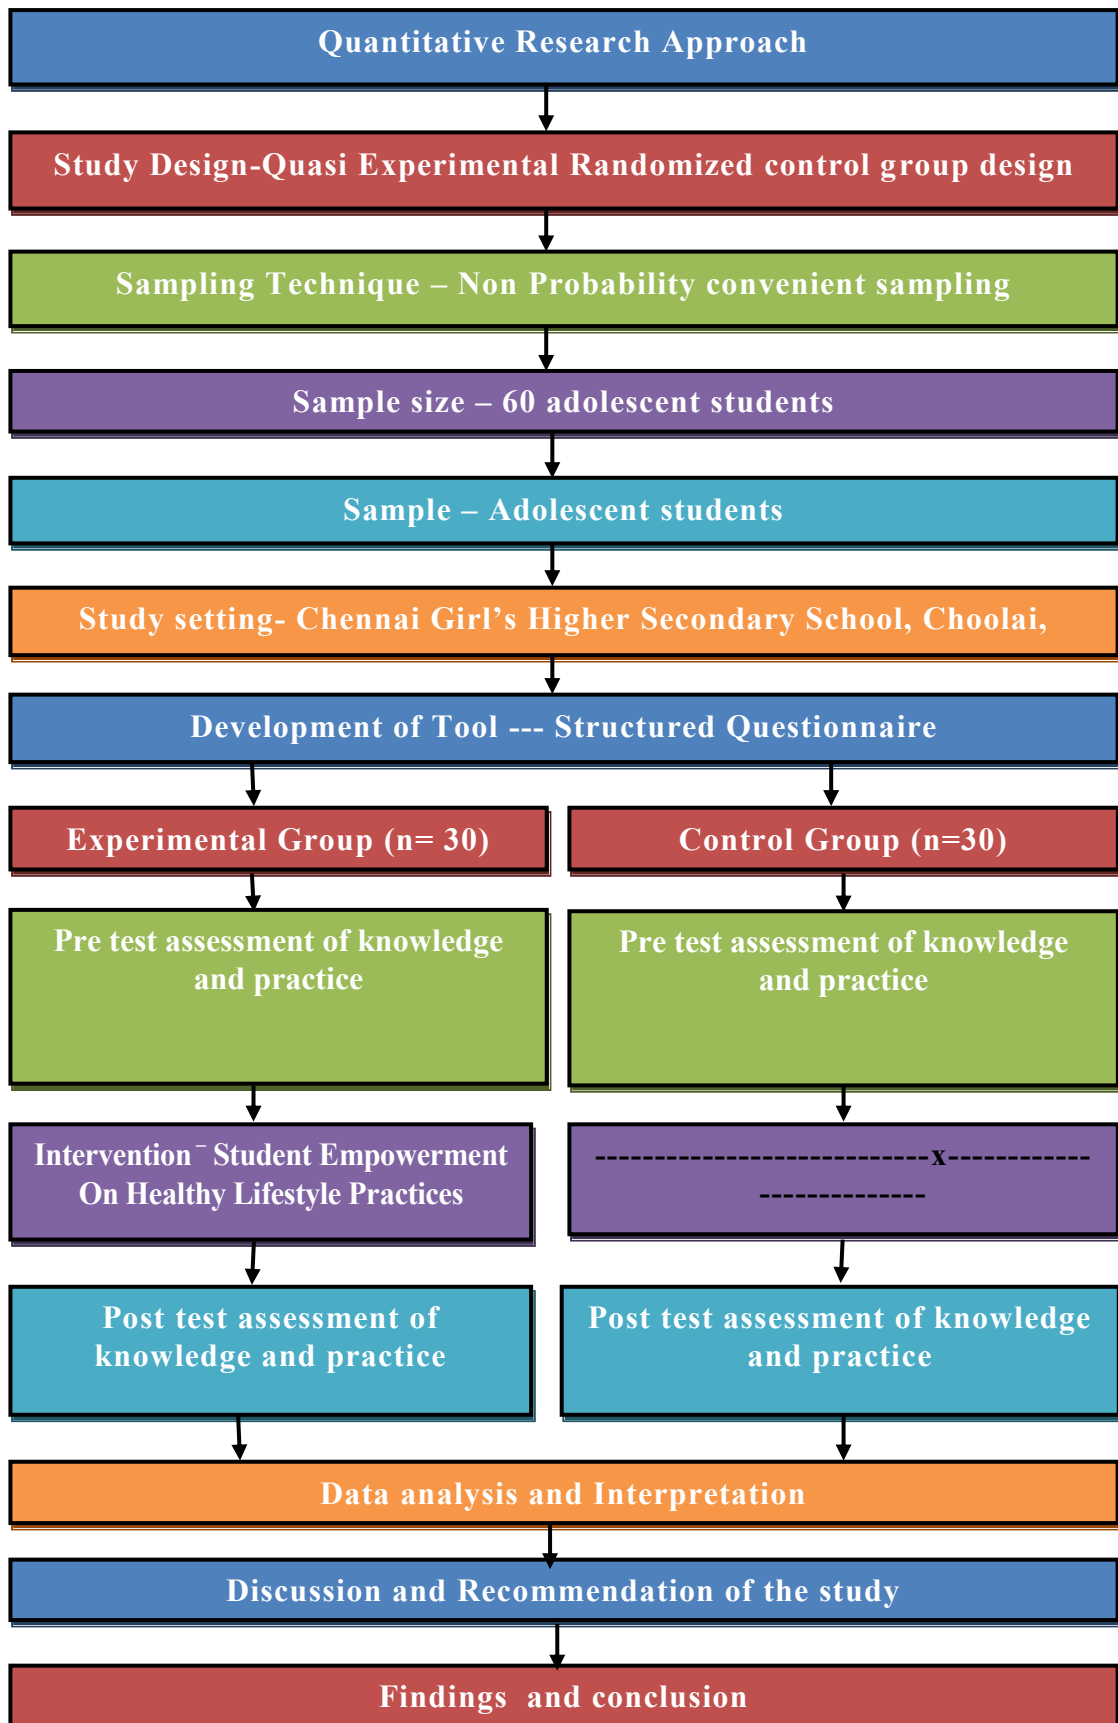 Quantitative Research Approach
Study Design-Quasi Experimental Randomized control group design
Sampling Technique – Non Probability convenient sampling
Sample size – 60 adolescent students
Sample – Adolescent students
Study setting- Chennai Girl’s Higher Secondary School, Choolai,
Development of Tool --- Structured Questionnaire
Experimental Group (n= 30)
Control Group (n=30)
Pre test assessment of knowledge
and practice
Pre test assessment of knowledge
and practice
Intervention – Student Empowerment
On Healthy Lifestyle Practices
-------------------------------x-------------
---------------
Post test assessment of
knowledge and practice
Post test assessment of knowledge
and practice
Data analysis and Interpretation
Discussion and Recommendation of the study
Findings and conclusion